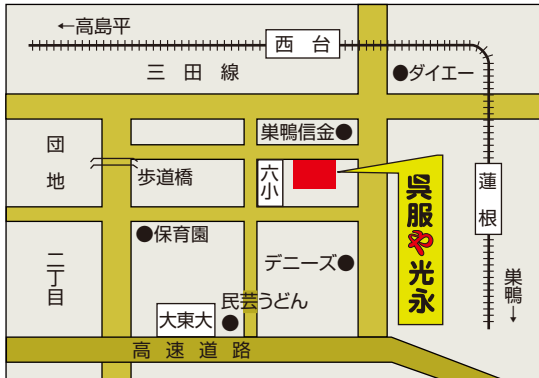 ←高島平
西台
三田線
●ダイエー
巣鴨信金●
団地
歩道橋
六小
蓮根
呉服や光永
●保育園
二丁目
デニーズ●
巣鴨→
民芸うどん
大東大
高速道路